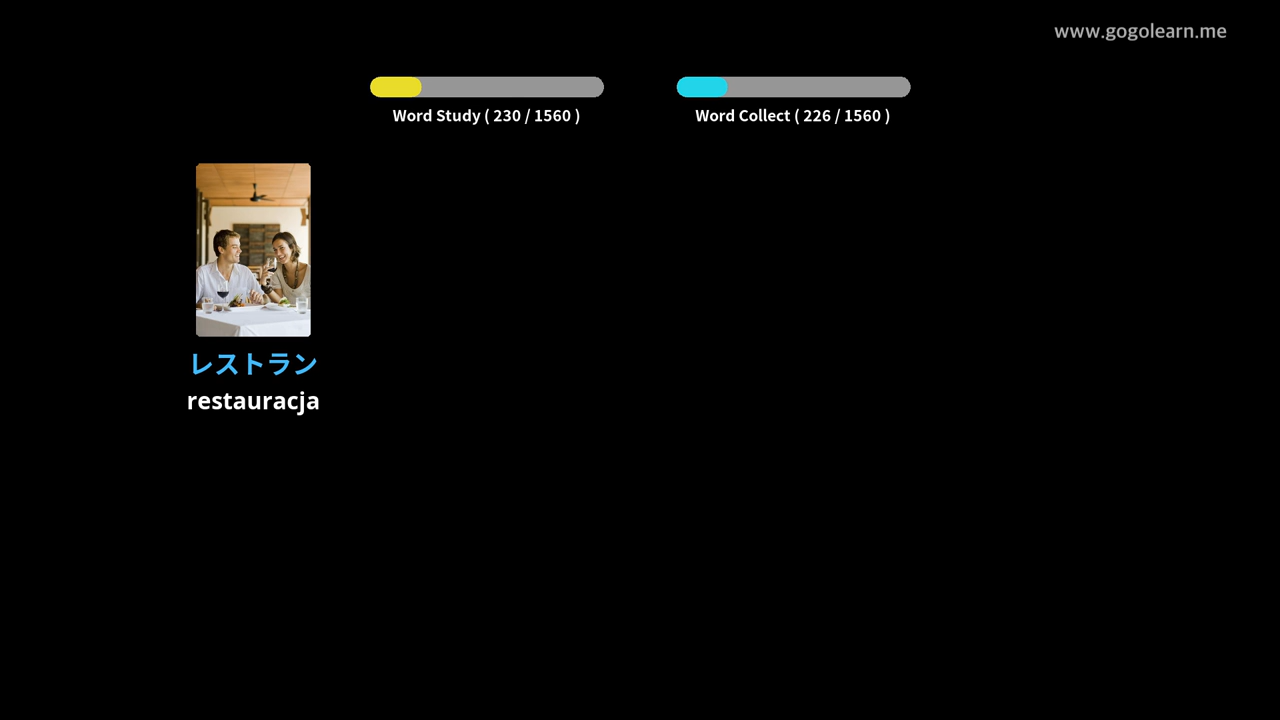 www.gogolearn.me
Word Study ( 230 / 1560 )
Word Collect ( 226 / 1560 )
レストラン
restauracja